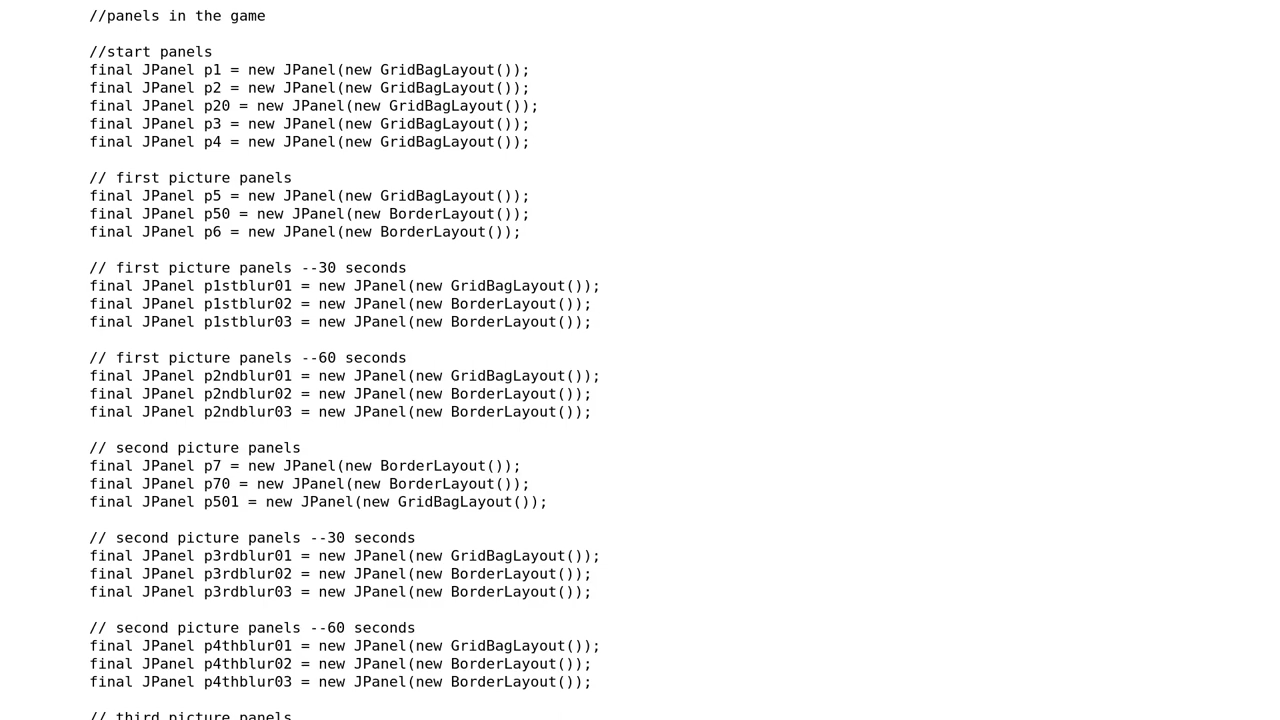 //panels in the game
//start panels
final JPanel p1 = new JPanel(new GridBagLayout());
final JPanel p2 = new JPanel(new GridBagLayout());
final JPanel p20 = new JPanel(new GridBagLayout());
final JPanel p3 = new JPanel(new GridBagLayout());
final JPanel p4 = new JPanel(new GridBagLayout());
// first picture panels
final JPanel p5 = new JPanel(new GridBagLayout());
final JPanel p50 = new JPanel(new BorderLayout());
final JPanel p6 = new JPanel(new BorderLayout());
// first picture panels --30 seconds
final JPanel p1stblur01 = new JPanel(new GridBagLayout());
final JPanel p1stblur02 = new JPanel(new BorderLayout());
final JPanel p1stblur03 = new JPanel(new BorderLayout());
// first picture panels --60 seconds
final JPanel p2ndblur01 = new JPanel(new GridBagLayout());
final JPanel p2ndblur02 = new JPanel(new BorderLayout());
final JPanel p2ndblur03 = new JPanel(new BorderLayout());
// second picture panels
final JPanel p7 = new JPanel(new BorderLayout());
final JPanel p70 = new JPanel(new BorderLayout());
final JPanel p501 = new JPanel(new GridBagLayout());
// second picture panels --30 seconds
final JPanel p3rdblur01 = new JPanel(new GridBagLayout());
final JPanel p3rdblur02 = new JPanel(new BorderLayout());
final JPanel p3rdblur03 = new JPanel(new BorderLayout());
// second picture panels --60 seconds
final JPanel p4thblur01 = new JPanel(new GridBagLayout());
final JPanel p4thblur02 = new JPanel(new BorderLayout());
final JPanel p4thblur03 = new JPanel(new BorderLayout());
// third picture panels